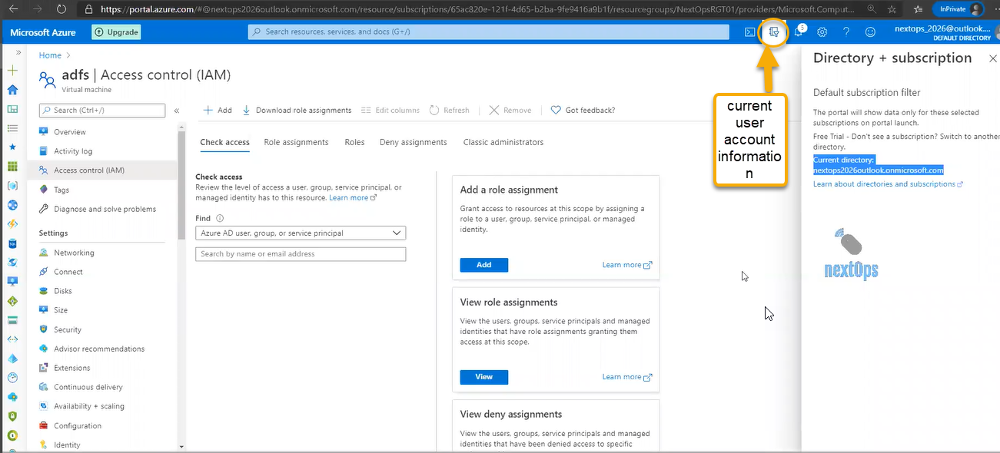 https://portal.azure.com/#@nextops2026outlook.onmicrosoft.com/resource/subscriptions/65ac820e-121f-4d65-b2ba-9fe9416a9b1f/resourcegroups/NextOpsRGT01/providers/Microsoft.Comput...
InPrivate
Microsoft Azure
Upgrade
Search resources, services, and docs (G+/)
5
nextops_2026@outlook....
DEFAULT DIRECTORY
Home
adfs | Access control (IAM)
Virtual machine
Search (Ctrl+/)
Overview
Activity log
Access control (IAM)
Tags
Diagnose and solve problems
Settings
Networking
Connect
Disks
Size
Security
Advisor recommendations
Extensions
Continuous delivery
Availability + scaling
Configuration
Identity
Add
Download role assignments
Edit columns
Refresh
Remove
Got feedback?
Check access
Role assignments
Roles
Deny assignments
Classic administrators
Check access
Review the level of access a user, group, service principal, or
managed identity has to this resource. Learn more
Find
Azure AD user, group, or service principal
Search by name or email address
Add a role assignment
Grant access to resources at this scope by assigning a
role to a user, group, service principal, or managed
identity.
Add
Learn more
View role assignments
View the users, groups, service principals and managed
identities that have role assignments granting them
access at this scope.
View
Learn more
View deny assignments
View the users, groups, service principals and managed
identities that have been denied access to specific
current
user
account
informatio
n
Directory + subscription
Default subscription filter
The portal will show data only for these selected
subscriptions on portal launch.
Free Trial - Don't see a subscription? Switch to another
directory.
Current directory:
nextops2026outlook.onmicrosoft.com
Learn about directories and subscriptions
nextOps